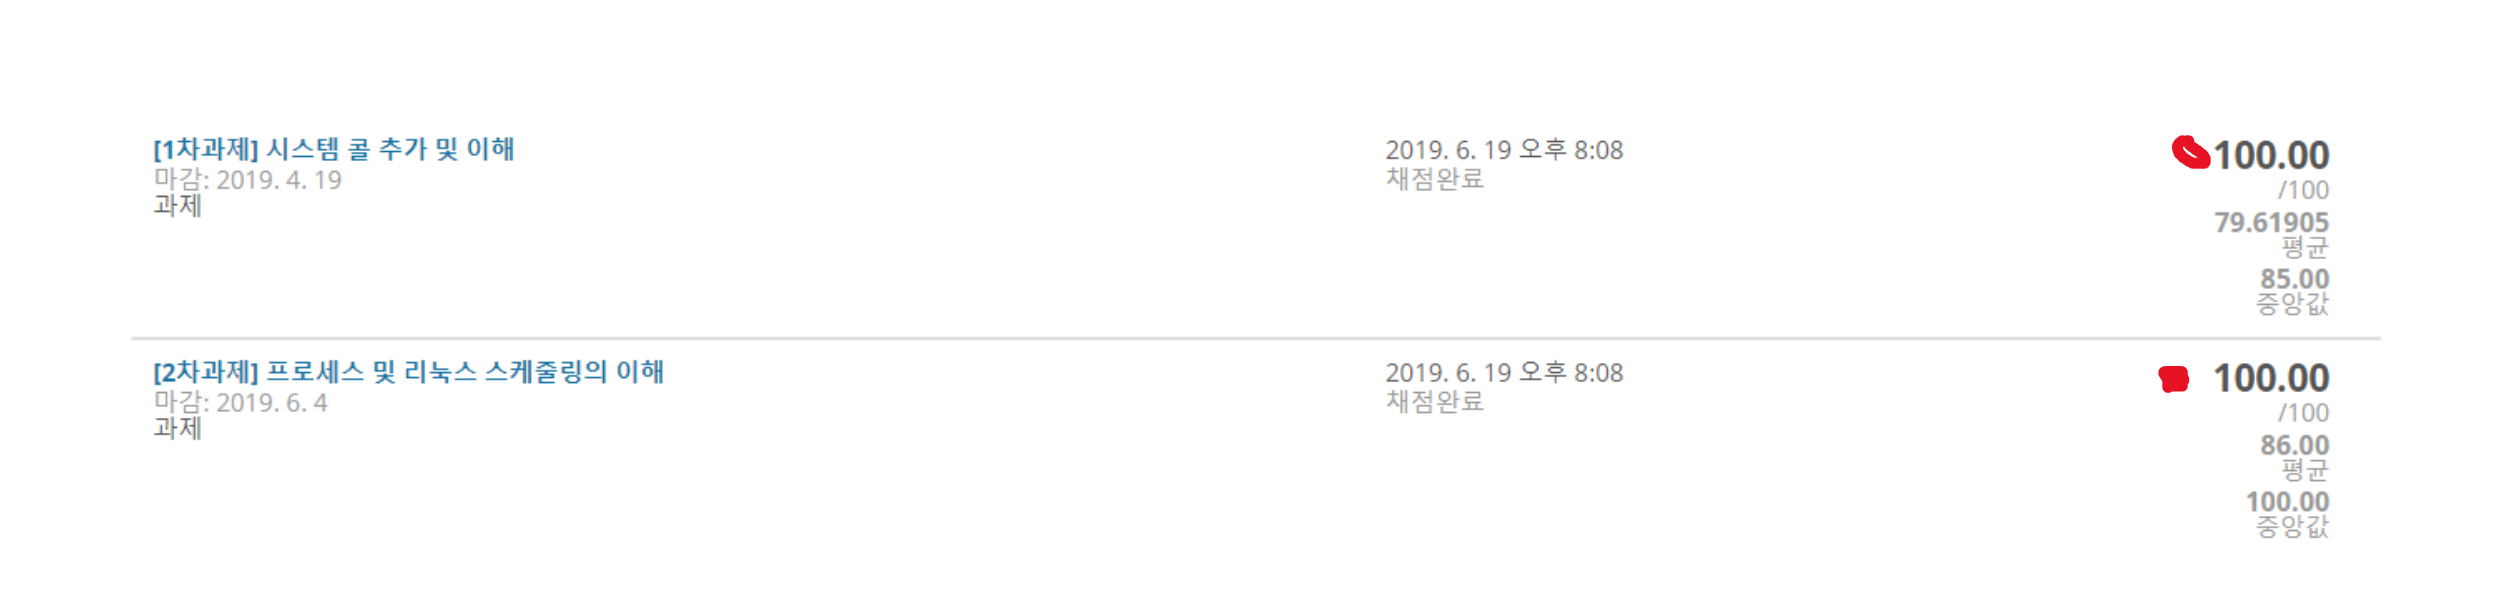 [1차과제] 시스템 콜 추가 및 이해
마감: 2019. 4. 19
과제
2019. 6. 19 오후 8:08
채점완료
100.00
/100
79.61905
평균
85.00
중앙값
[2차과제] 프로세스 및 리눅스 스케줄링의 이해
마감: 2019. 6. 4
과제
2019. 6. 19 오후 8:08
채점완료
100.00
/100
86.00
평균
100.00
중앙값